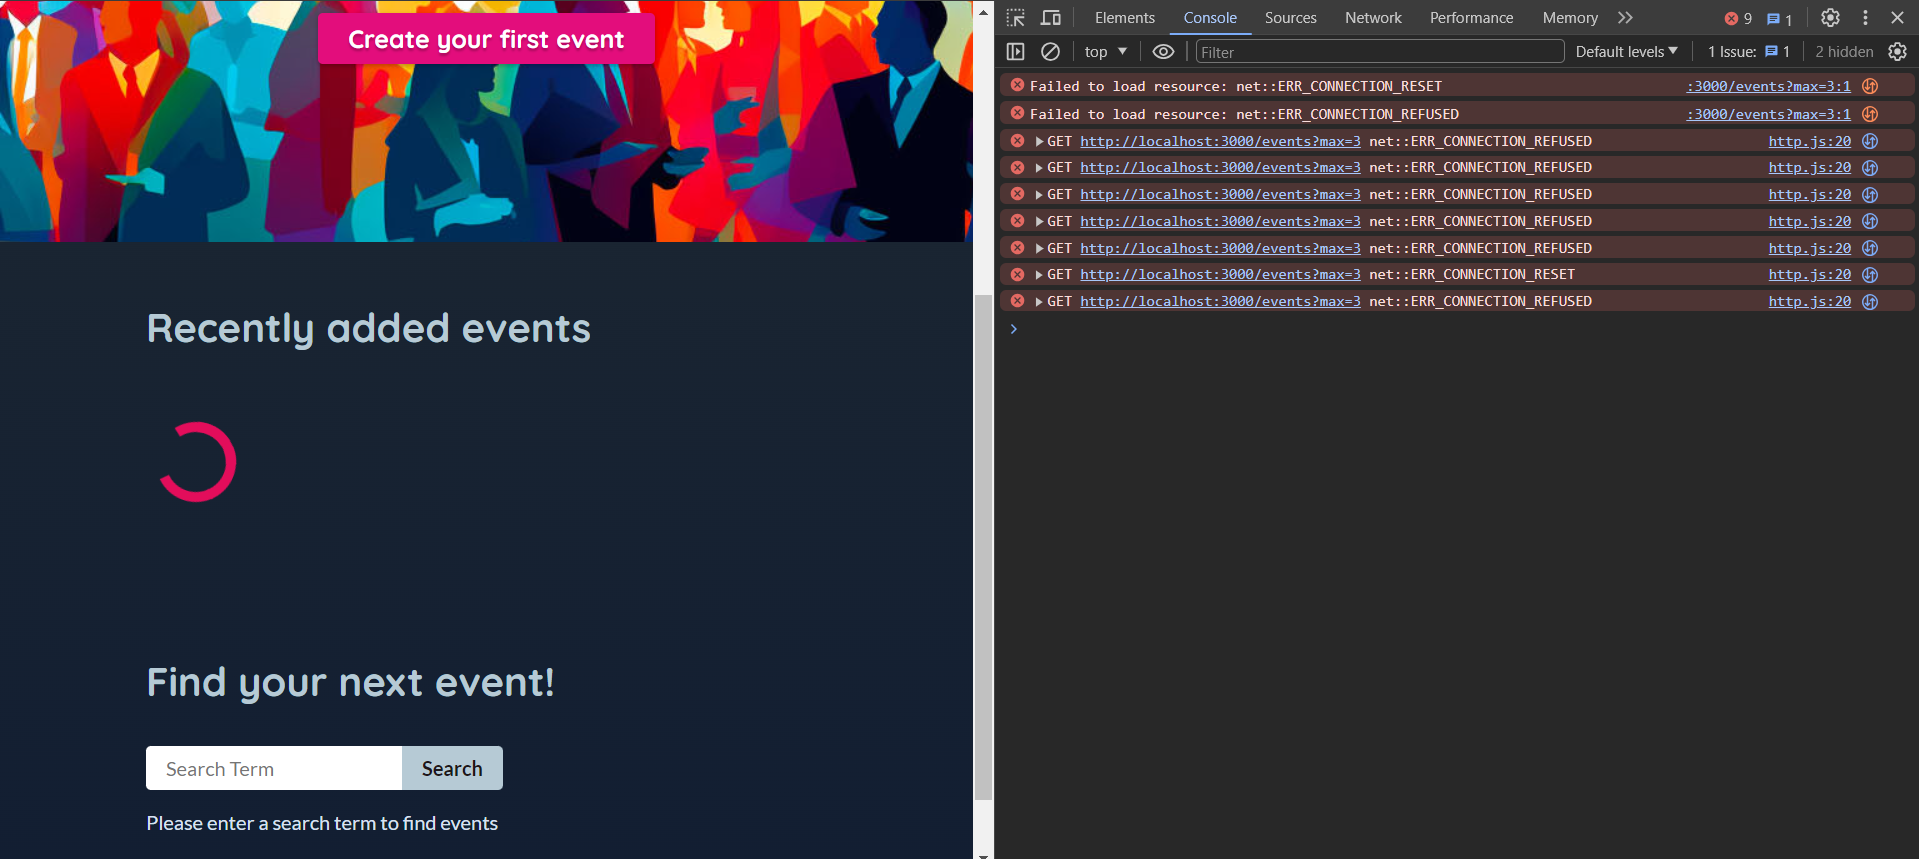 Create your first event
Recently added events
Find your next event!
Search Term
Search
Please enter a search term to find events
Elements Console Sources Network Performance Memory 9 1
top Filter Default levels 1 Issue: 1 2 hidden
Failed to load resource: net::ERR_CONNECTION_RESET :3000/events?max=3:1
Failed to load resource: net::ERR_CONNECTION_REFUSED :3000/events?max=3:1
GET http://localhost:3000/events?max=3 net::ERR_CONNECTION_REFUSED http.js:20
GET http://localhost:3000/events?max=3 net::ERR_CONNECTION_REFUSED http.js:20
GET http://localhost:3000/events?max=3 net::ERR_CONNECTION_REFUSED http.js:20
GET http://localhost:3000/events?max=3 net::ERR_CONNECTION_REFUSED http.js:20
GET http://localhost:3000/events?max=3 net::ERR_CONNECTION_REFUSED http.js:20
GET http://localhost:3000/events?max=3 net::ERR_CONNECTION_RESET http.js:20
GET http://localhost:3000/events?max=3 net::ERR_CONNECTION_REFUSED http.js:20